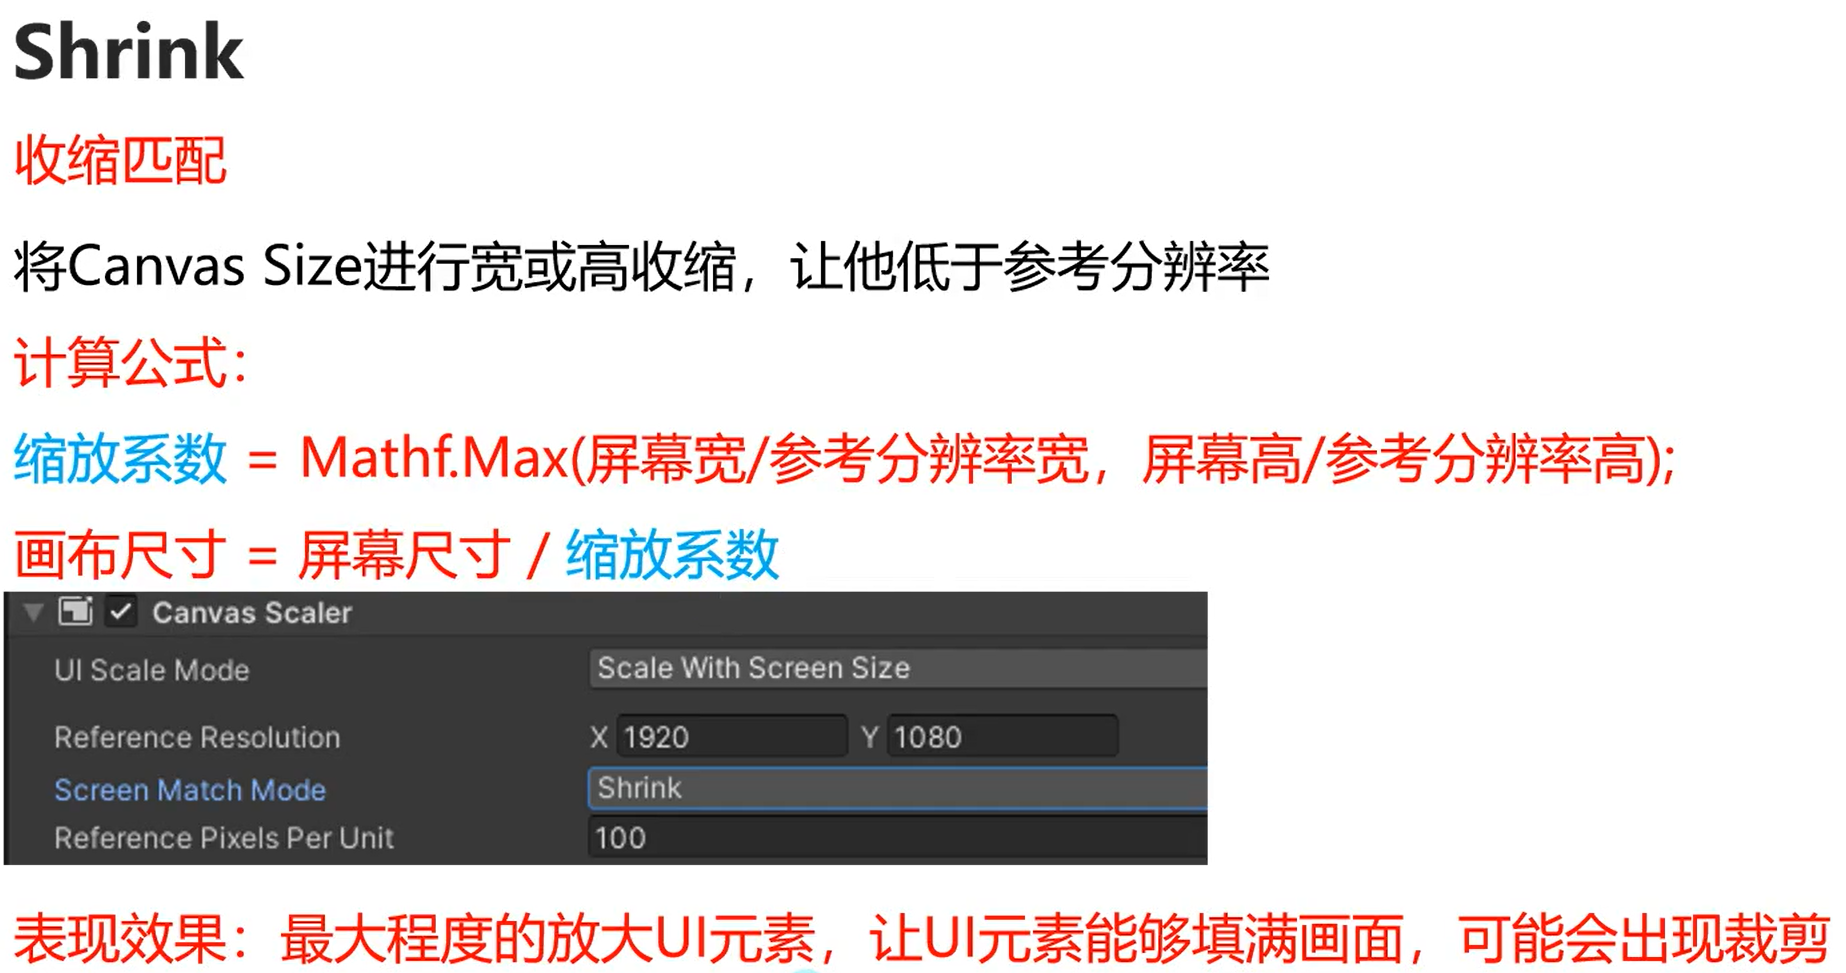 Shrink
收缩匹配
将Canvas Size进行宽或高收缩，让他低于参考分辨率
计算公式：
缩放系数 = Mathf.Max(屏幕宽/参考分辨率宽，屏幕高/参考分辨率高);
画布尺寸 = 屏幕尺寸 / 缩放系数
Canvas Scaler
UI Scale Mode Scale With Screen Size
Reference Resolution X 1920 Y 1080
Screen Match Mode Shrink
Reference Pixels Per Unit 100
表现效果：最大程度的放大UI元素，让UI元素能够填满画面，可能会出现裁剪